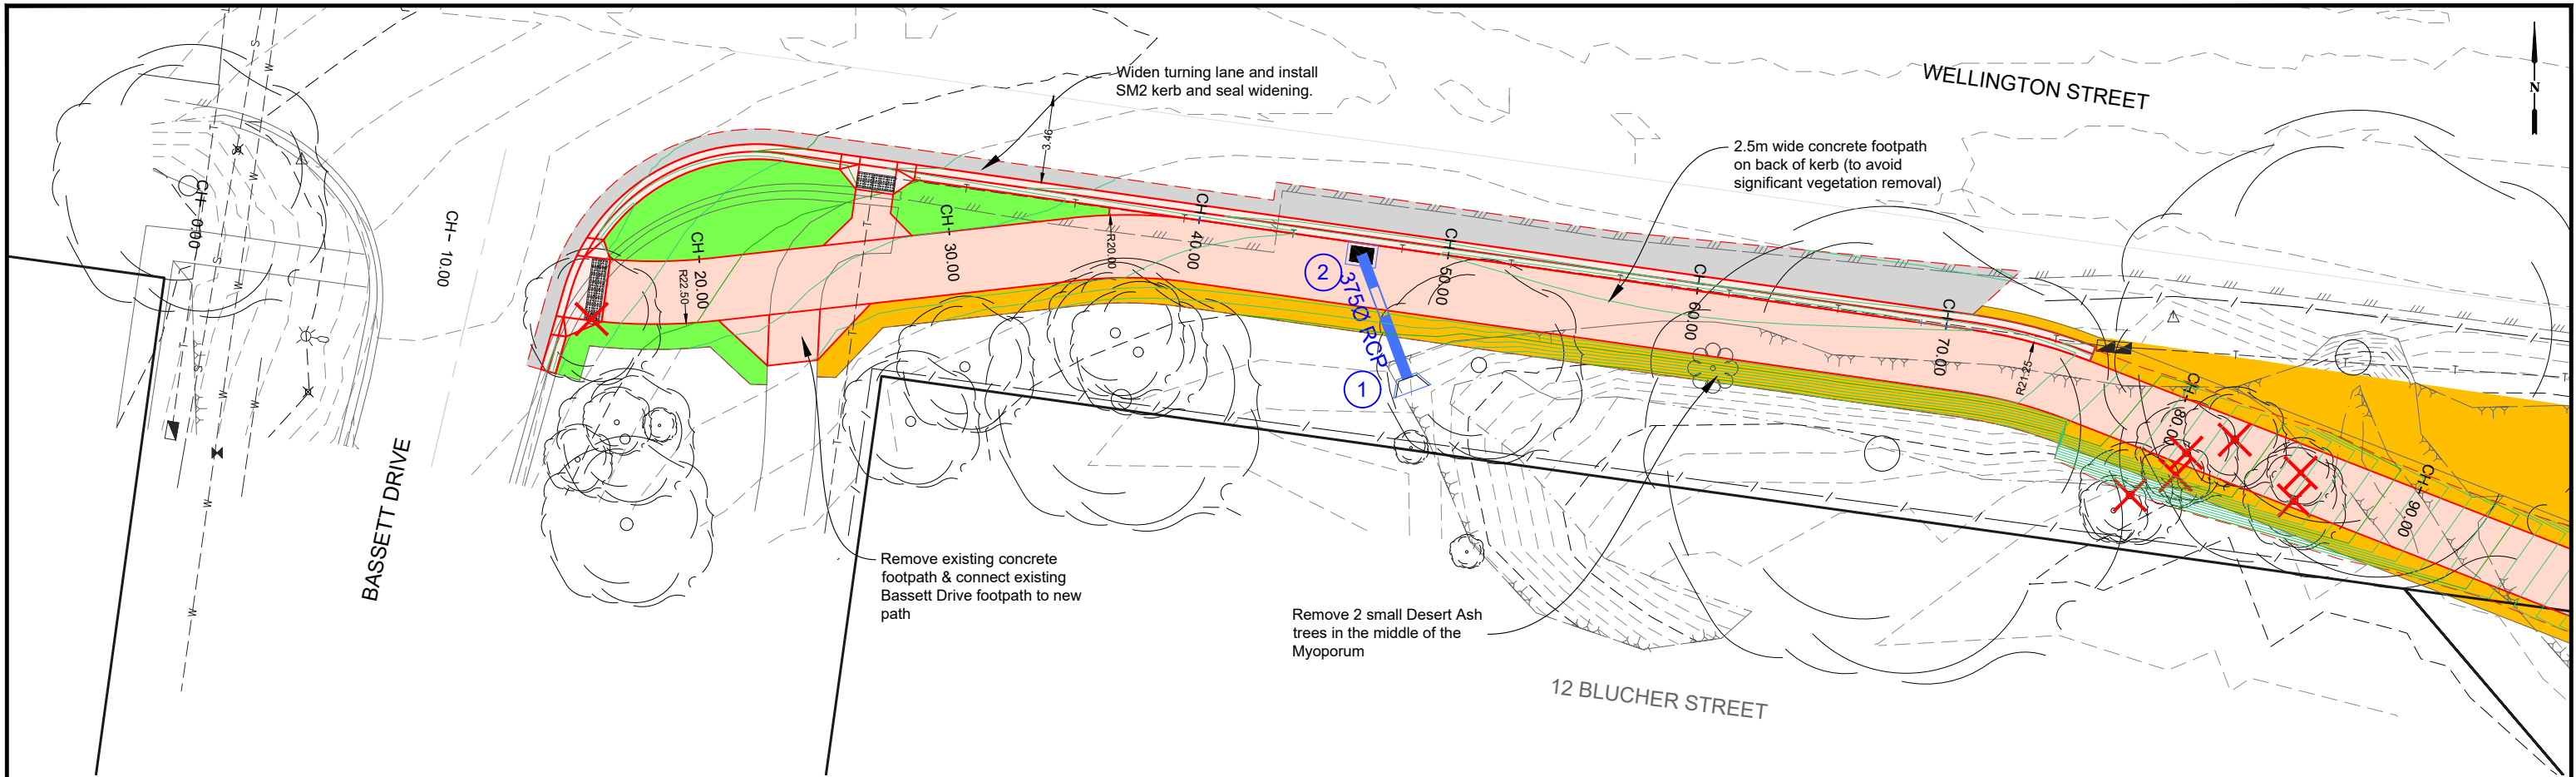 WELLINGTON STREET
N
Widen turning lane and install
SM2 kerb and seal widening.
3.46
2.5m wide concrete footpath
on back of kerb (to avoid
significant vegetation removal)
CH- 0.00
CH- 10.00
CH- 20.00
R22.50
CH- 30.00
R20.00
CH- 40.00
2
375Ø RCP
1
CH- 50.00
C- 60.00
CH- 70.00
R21.25
CH- 80.00
CH- 90.00
BASSETT DRIVE
Remove existing concrete
footpath & connect existing
Bassett Drive footpath to new
path
Remove 2 small Desert Ash
trees in the middle of the
Myoporum
12 BLUCHER STREET
S
W
S
W
W
W
S
W
W
W
W
T
T
T
T